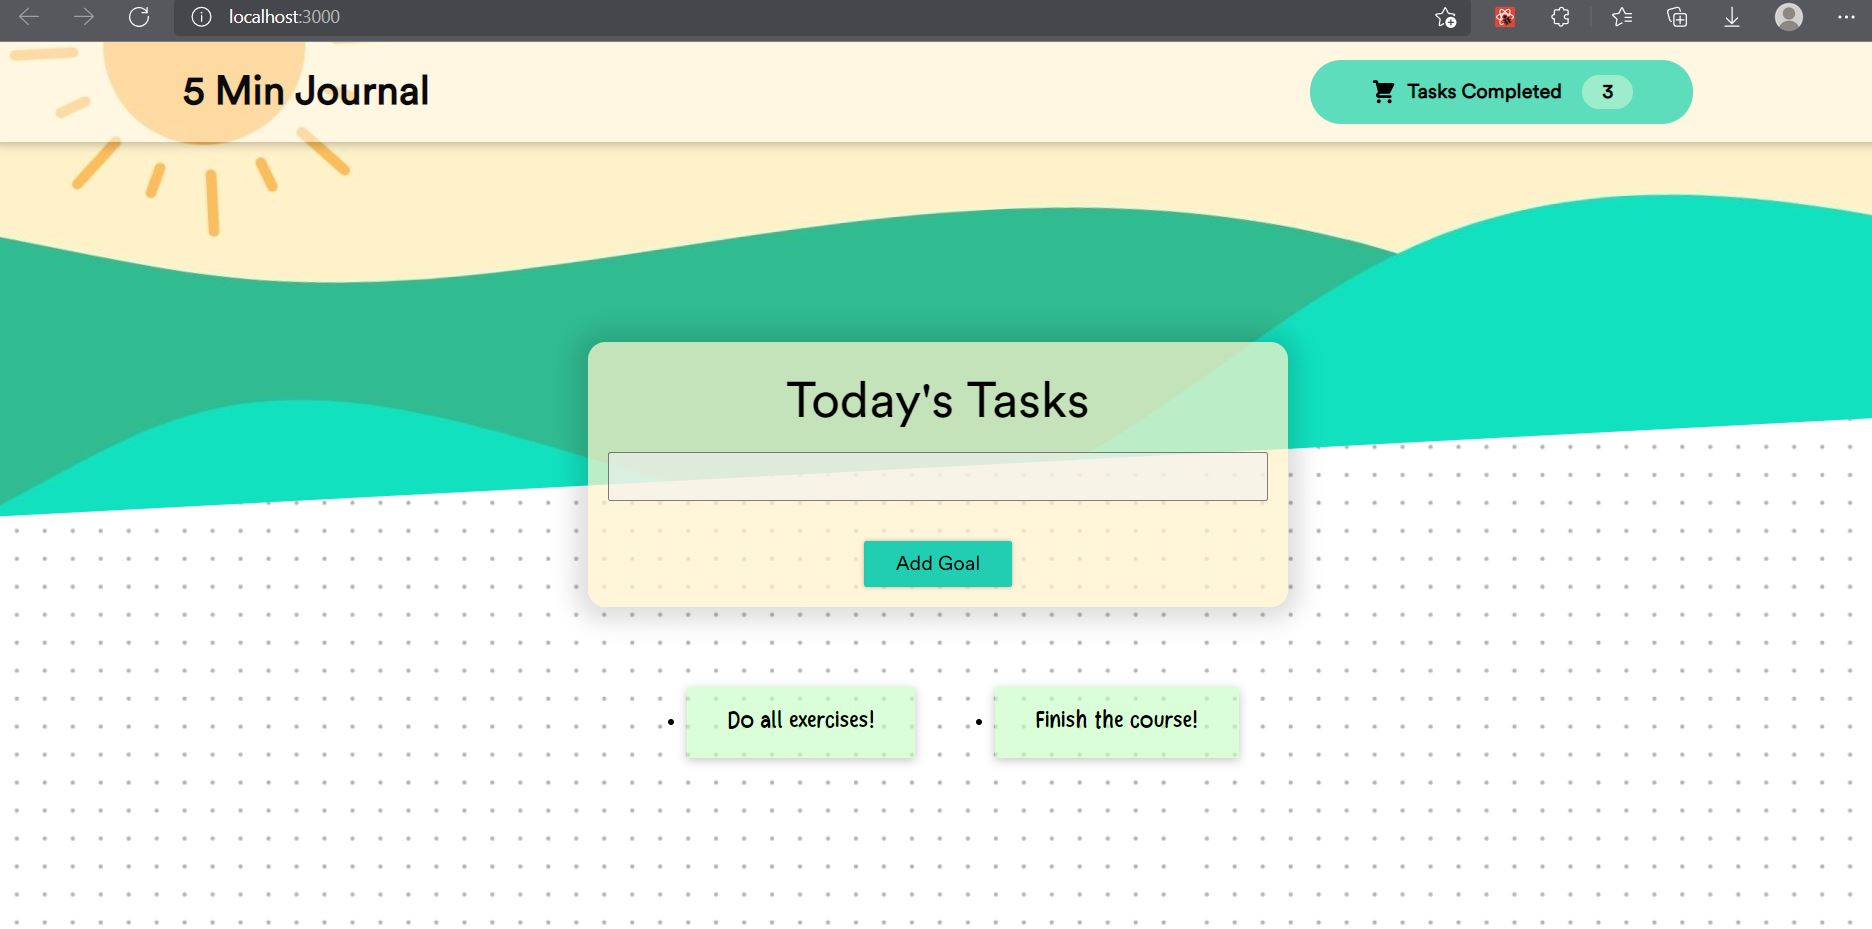 localhost:3000
5 Min Journal
Tasks Completed 3
Today's Tasks
Add Goal
Do all exercises!
Finish the course!